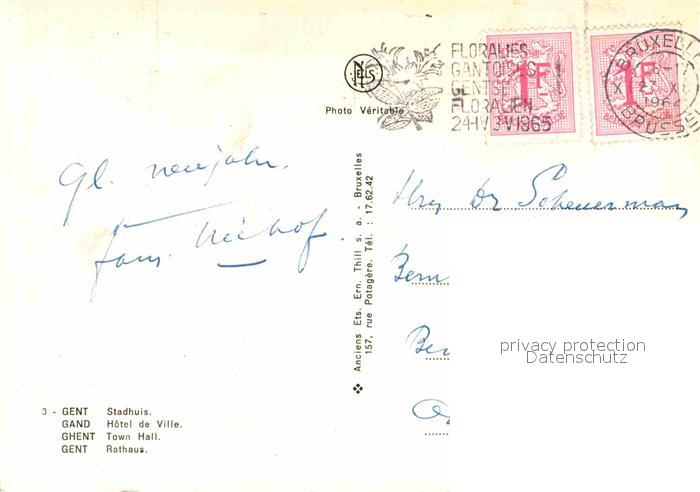 NELS
Photo Véritable
FLORALIES
GANTOISES
GENTSE
FLORALIEN
24-IV 3-V 1965
1F
1F
BRUXELLES
1964
BRUSSEL
Gl. neujahr.
Fam.
Anciens Ets. Ern. Thill s. a. - Bruxelles
157, rue Potagère. Tél. : 17.62.42
Dr Scheuermann
Bern
privacy protection
Datenschutz
3 - GENT Stadhuis.
GAND Hôtel de Ville.
GHENT Town Hall.
GENT Rathaus.